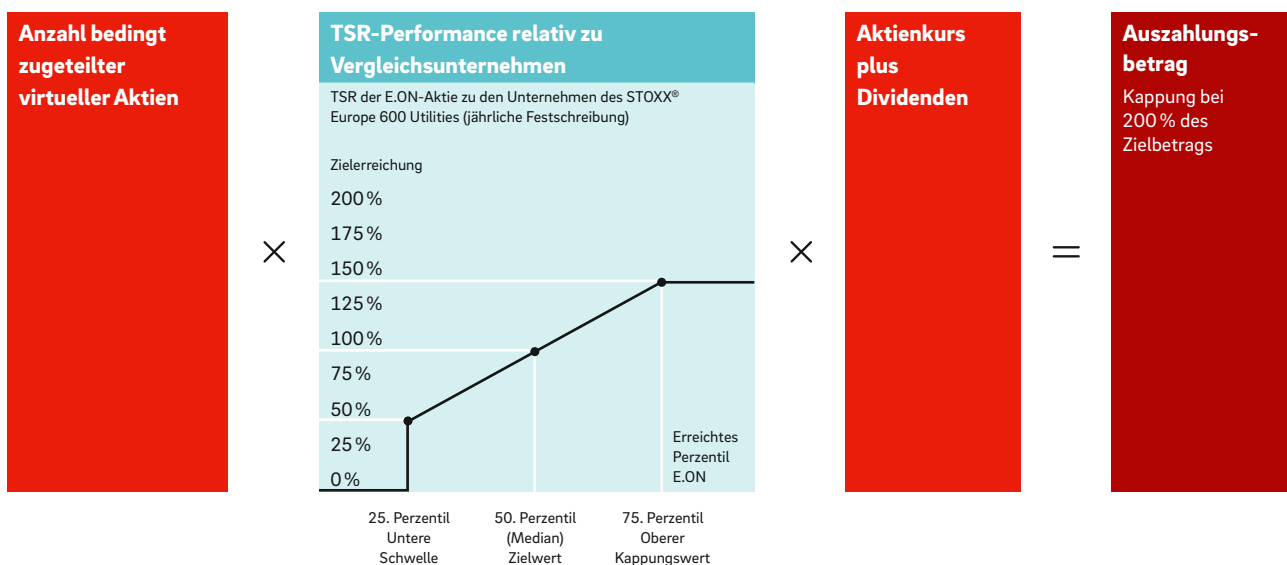 Anzahl bedingt
zugeteilter
virtueller Aktien
×
TSR-Performance relativ zu
Vergleichsunternehmen
TSR der E.ON-Aktie zu den Unternehmen des STOXX®
Europe 600 Utilities (jährliche Festschreibung)
Zielerreichung
200 %
175 %
150 %
125 %
100 %
75 %
50 %
25 %
0 %
Erreichtes
Perzentil
E.ON
25. Perzentil
Untere
Schwelle
50. Perzentil
(Median)
Zielwert
75. Perzentil
Oberer
Kappungswert
×
Aktienkurs
plus
Dividenden
=
Auszahlungs-
betrag
Kappung bei
200 % des
Zielbetrags